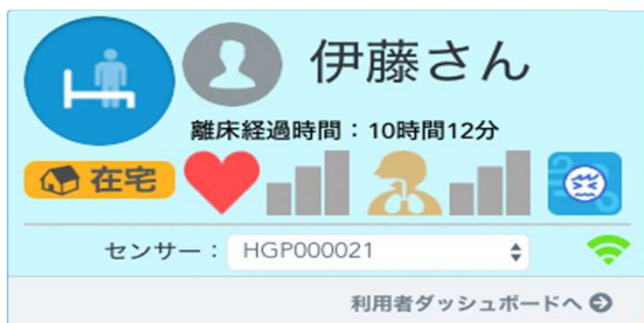 伊藤さん
離床経過時間：10時間12分
在宅
センサー： HGP000021
利用者ダッシュボードへ